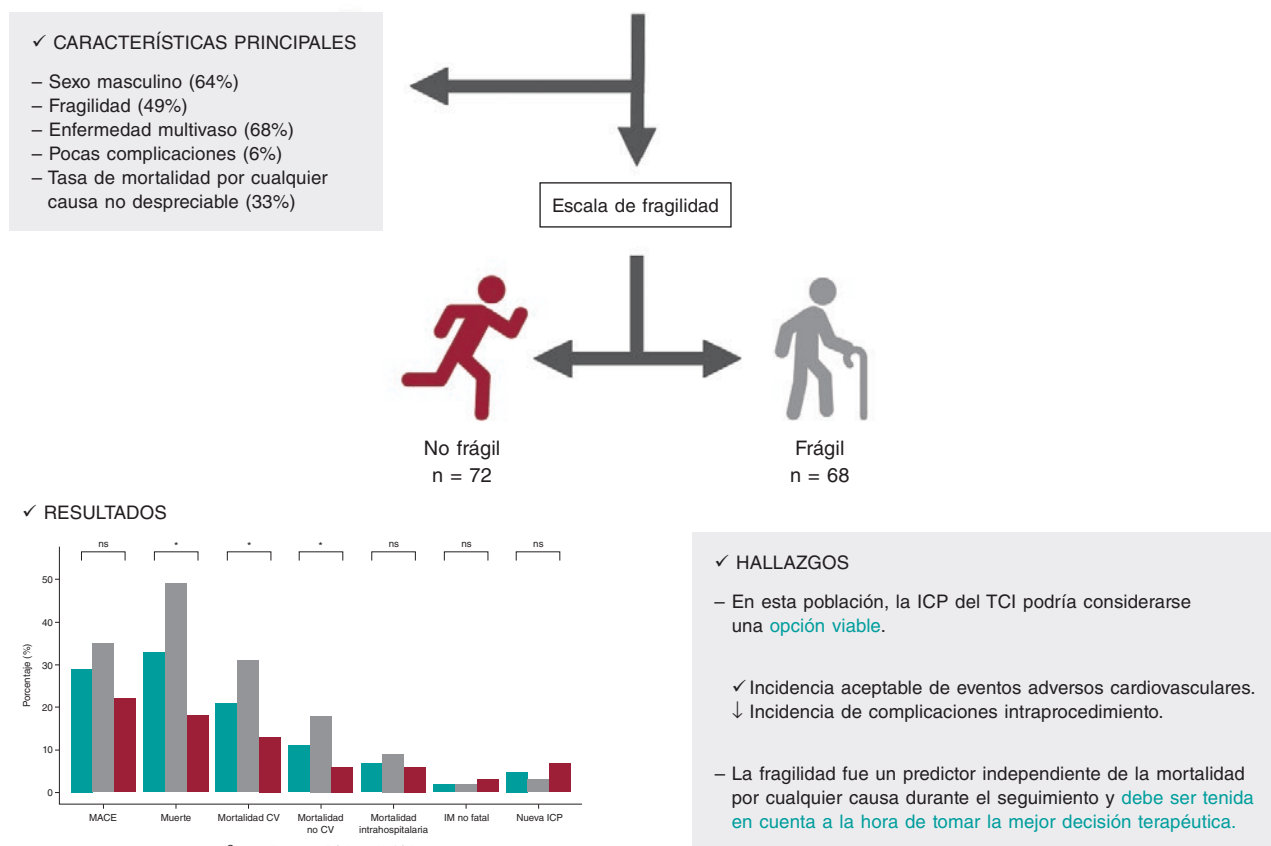 ✓ CARACTERÍSTICAS PRINCIPALES
– Sexo masculino (64%)
– Fragilidad (49%)
– Enfermedad multivaso (68%)
– Pocas complicaciones (6%)
– Tasa de mortalidad por cualquier
causa no despreciable (33%)
Escala de fragilidad
No frágil
n = 72
Frágil
n = 68
✓ RESULTADOS
ns * * * ns ns ns
Porcentaje (%)
50
40
30
20
10
0
MACE
Muerte
Mortalidad CV
Mortalidad
no CV
Mortalidad
intrahospitalaria
IM no fatal
Nueva ICP
✓ HALLAZGOS
– En esta población, la ICP del TCI podría considerarse
una opción viable.
✓ Incidencia aceptable de eventos adversos cardiovasculares.
↓ Incidencia de complicaciones intraprocedimiento.
– La fragilidad fue un predictor independiente de la mortalidad
por cualquier causa durante el seguimiento y debe ser tenida
en cuenta a la hora de tomar la mejor decisión terapéutica.